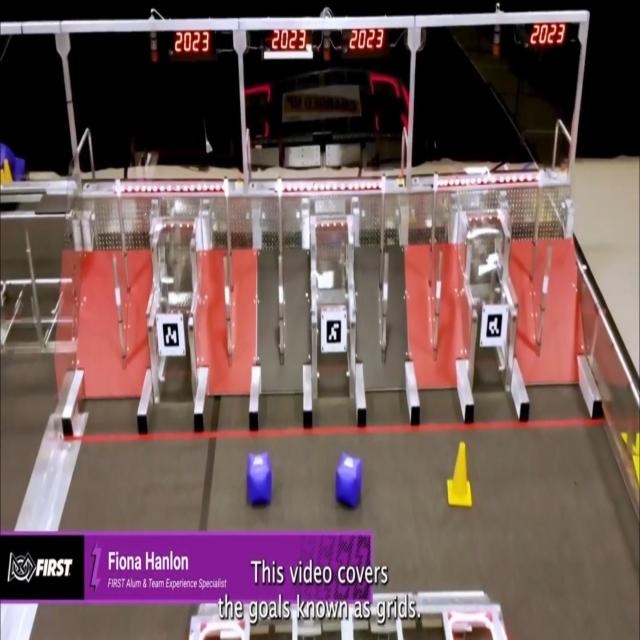 2023 2023 2023 2023
FIRST
Fiona Hanlon
FIRST Alum & Team Experience Specialist
This video covers
the goals known as grids.